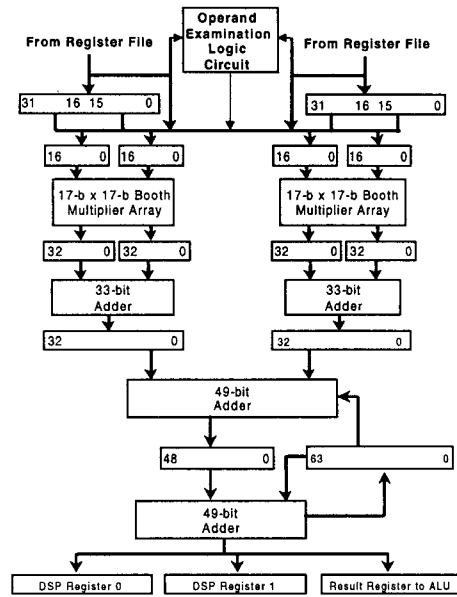 Operand
Examination
Logic
Circuit
From Register File
From Register File
31 16 15 0
31 16 15 0
16 0 16 0
16 0 16 0
17-b x 17-b Booth
Multiplier Array
17-b x 17-b Booth
Multiplier Array
32 0 32 0
32 0 32 0
33-bit
Adder
33-bit
Adder
32 0
32 0
49-bit
Adder
48 0
63 0
49-bit
Adder
DSP Register 0
DSP Register 1
Result Register to ALU